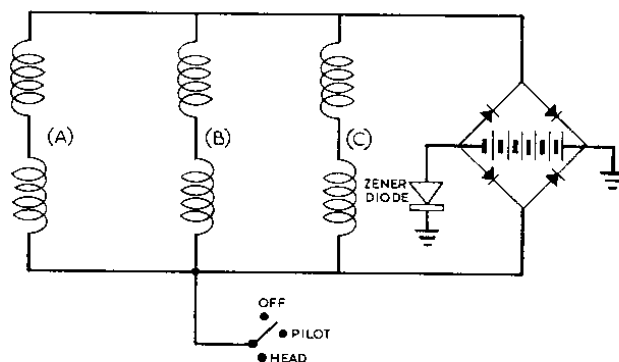 (A)
(B)
(C)
ZENER
DIODE
OFF
PILOT
HEAD